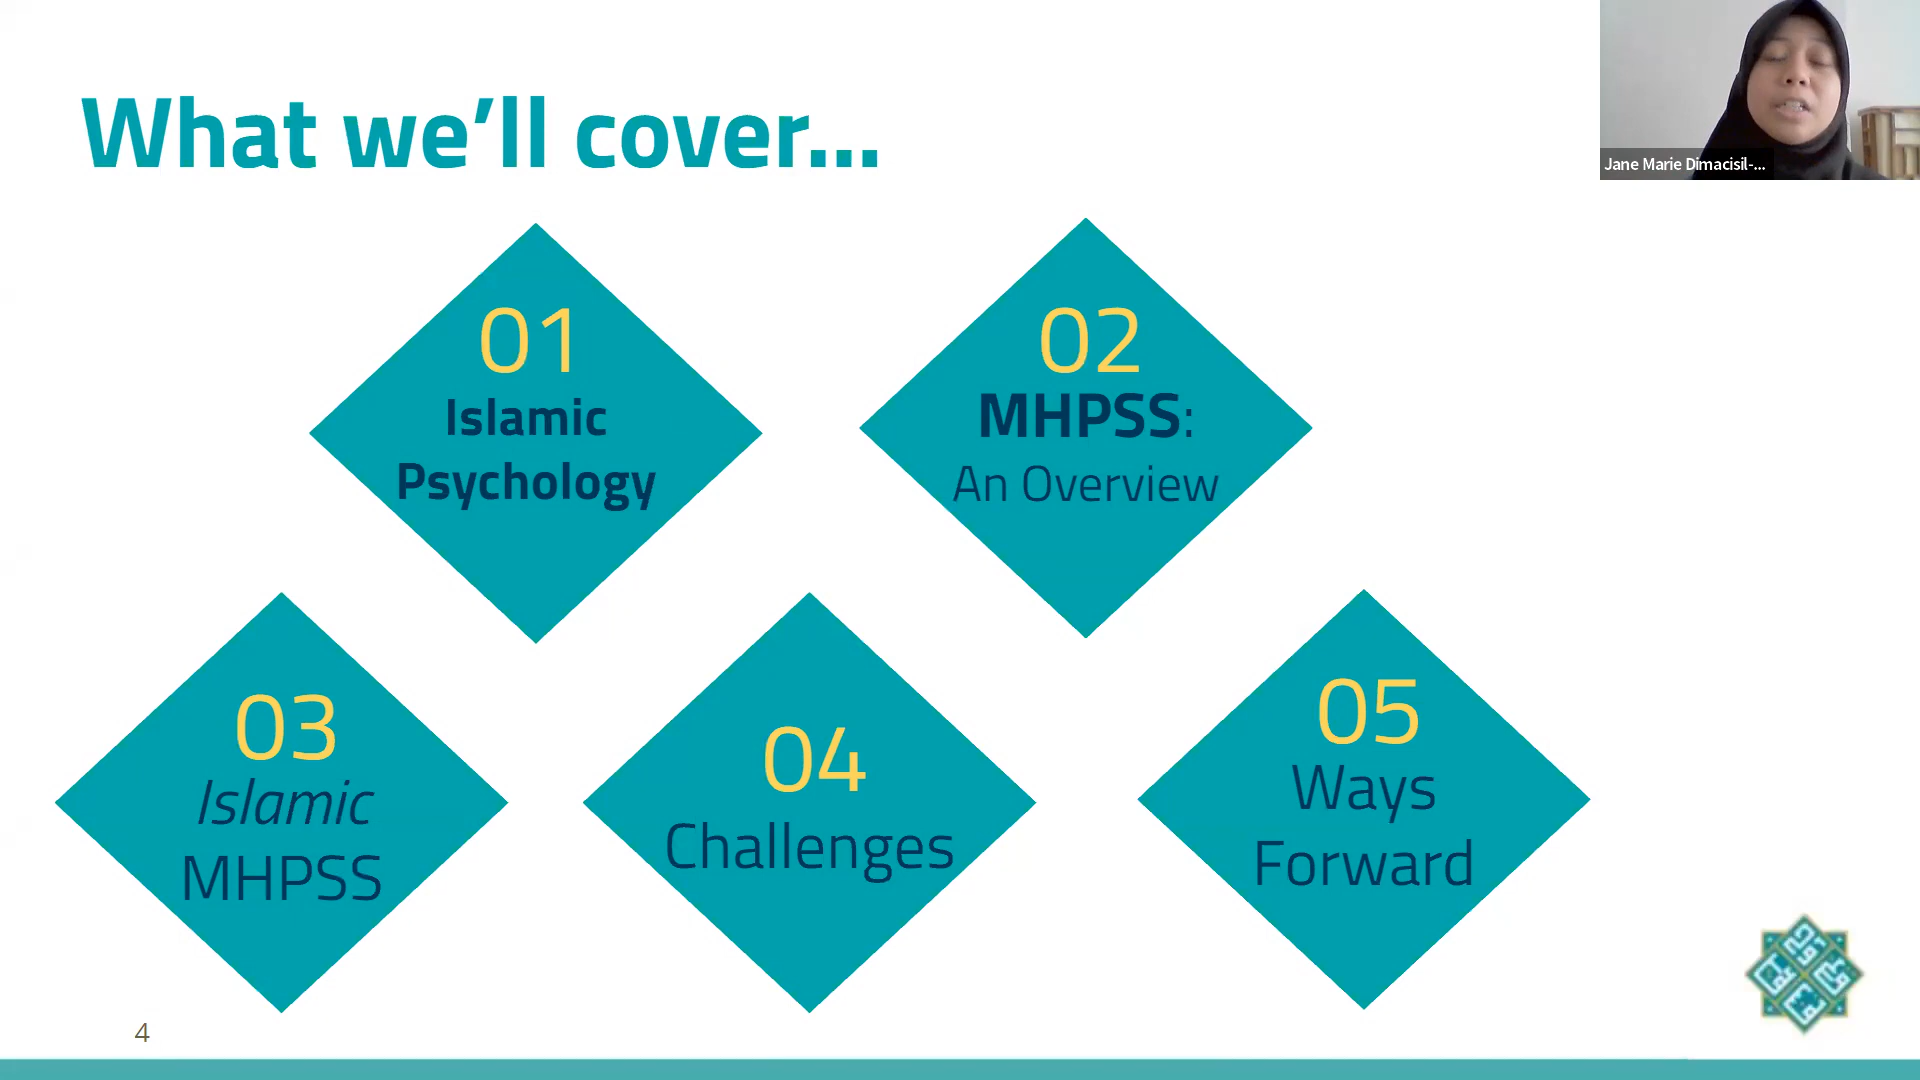 What we’ll cover...
Jane Marie Dimacisil-...
01
Islamic
Psychology
02
MHPSS:
An Overview
03
Islamic
MHPSS
04
Challenges
05
Ways
Forward
4